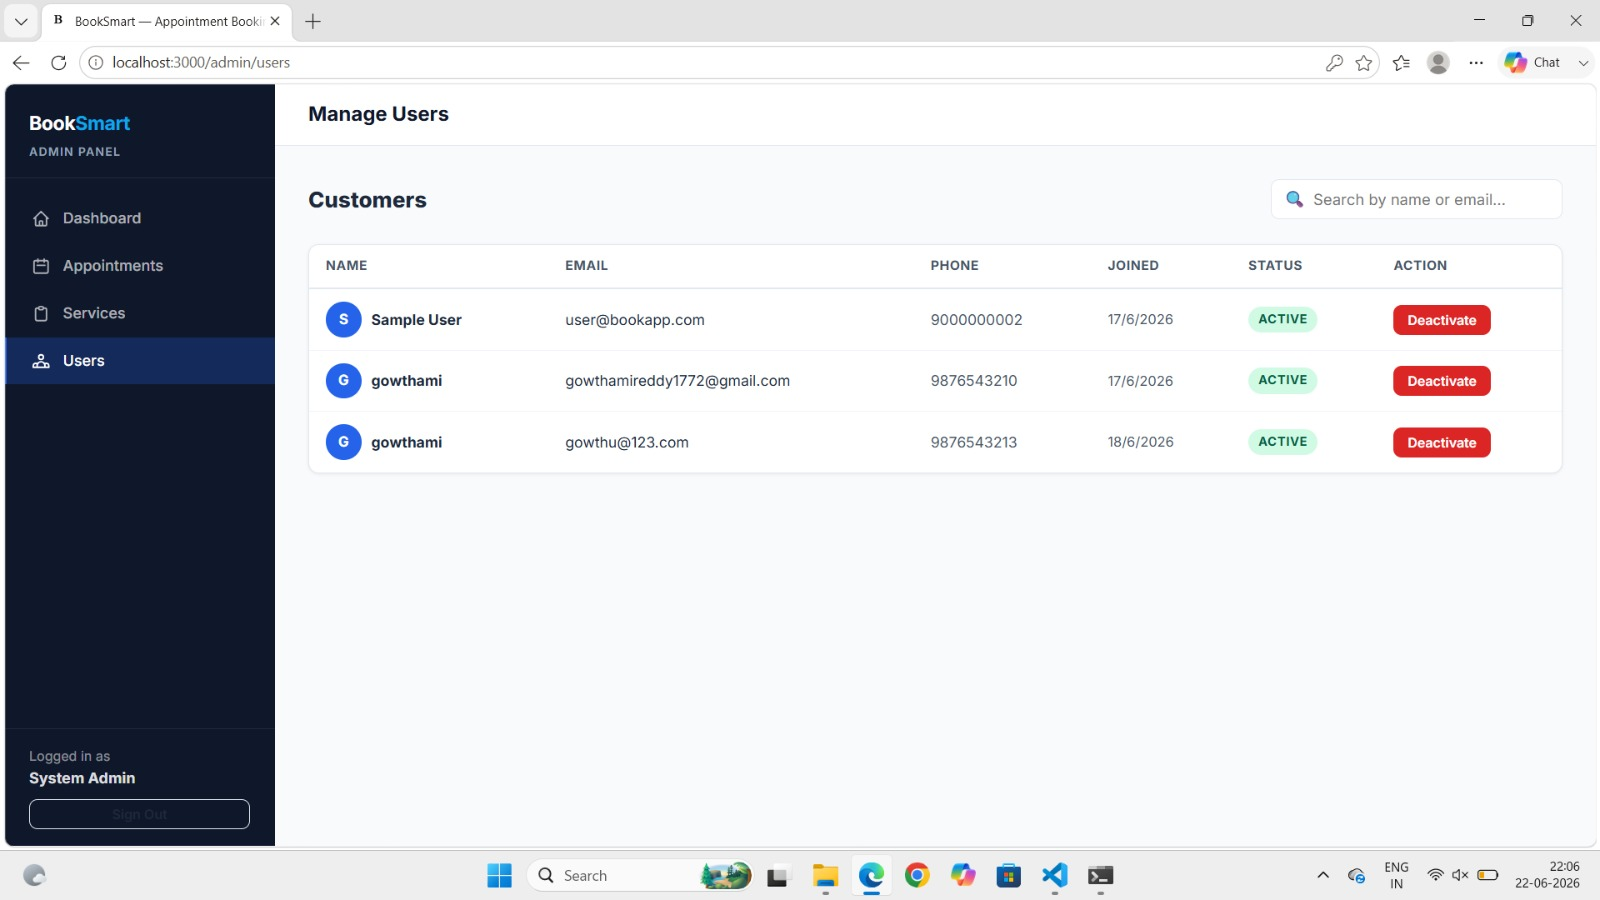 B BookSmart — Appointment Booki
localhost:3000/admin/users
Chat
BookSmart
ADMIN PANEL
Dashboard
Appointments
Services
Users
Logged in as
System Admin
Sign Out
Manage Users
Customers
Search by name or email...
NAME EMAIL PHONE JOINED STATUS ACTION
S Sample User user@bookapp.com 9000000002 17/6/2026 ACTIVE Deactivate
G gowthami gowthamireddy1772@gmail.com 9876543210 17/6/2026 ACTIVE Deactivate
G gowthami gowthu@123.com 9876543213 18/6/2026 ACTIVE Deactivate
Search
ENG
IN
22:06
22-06-2026